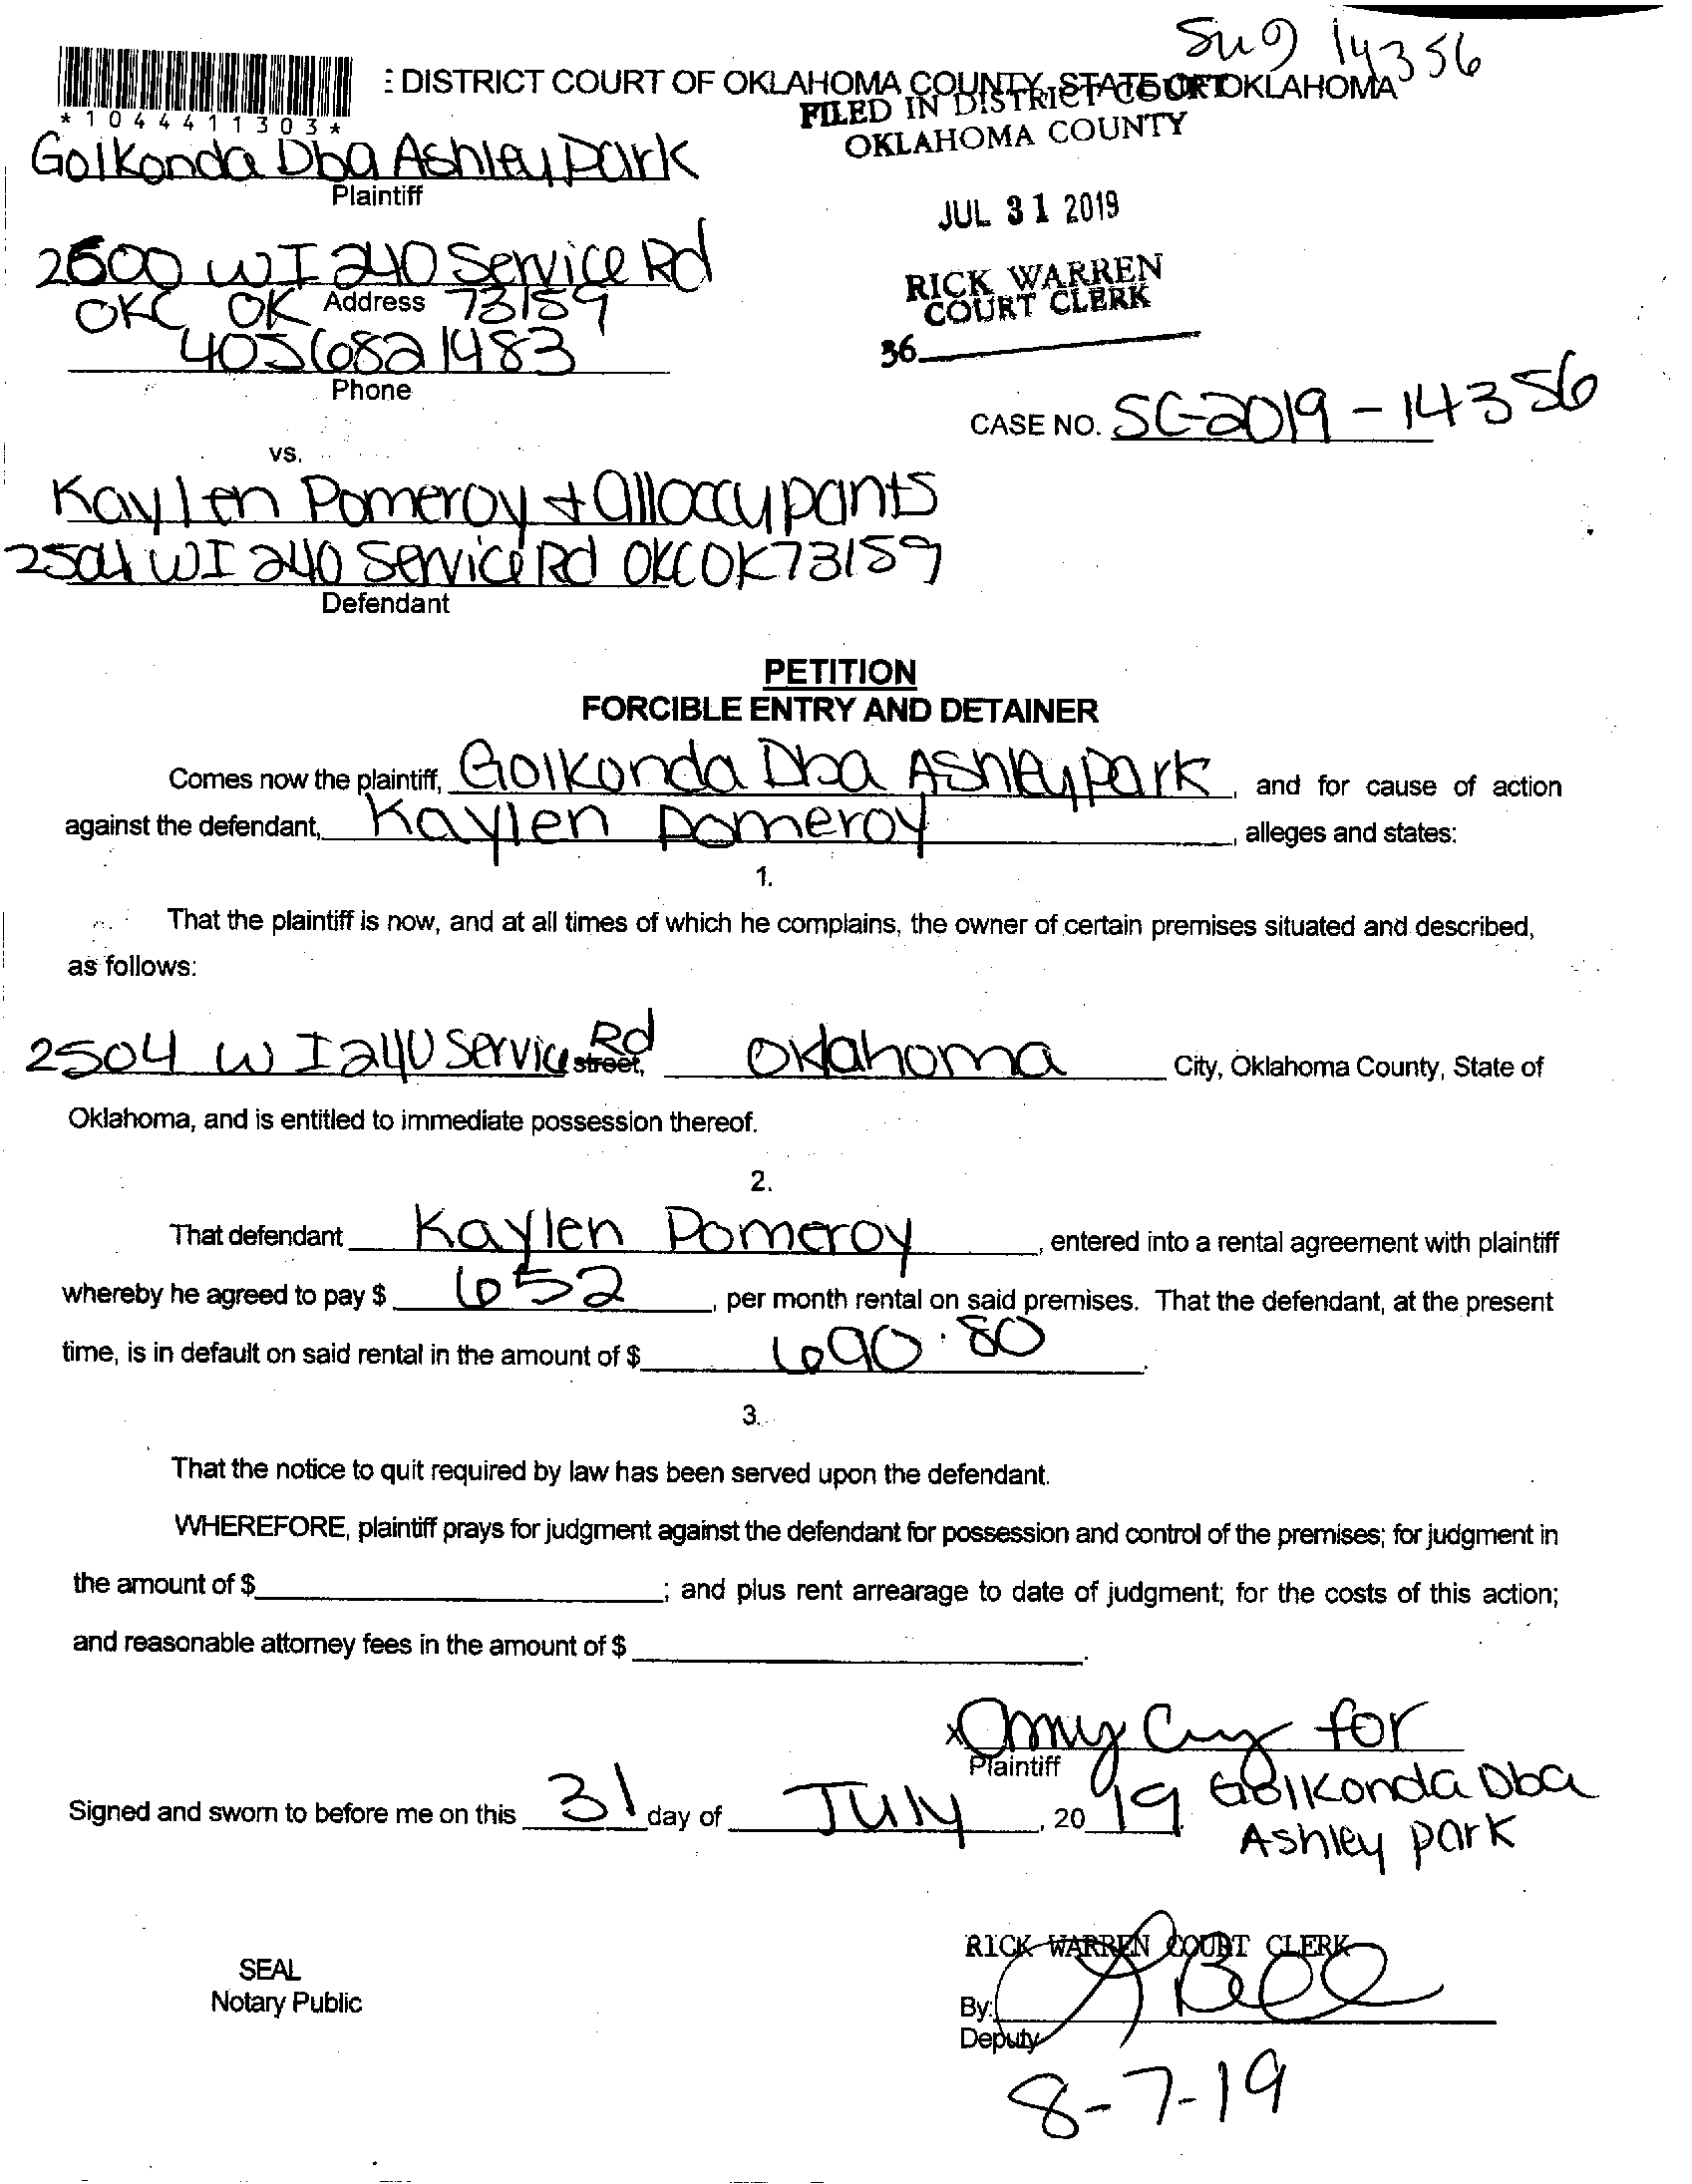 14356
: DISTRICT COURT OF OKLAHOMA COUNTY, STATE OF OKLAHOMA
*1044411303*
FILED IN DISTRICT COURT
OKLAHOMA COUNTY
Golkonda Dba Ashley Park
Plaintiff
JUL 31 2019
2600 W I 240 Service Rd
RICK WARREN
COURT CLERK
OKC OK Address 73159
36
4056821483
Phone
CASE NO. SC-2019-14356
vs.
Kaylen Pomeroy + all occupants
2504 W I 240 Service Rd OKC OK 73159
Defendant
PETITION
FORCIBLE ENTRY AND DETAINER
Comes now the plaintiff, Golkonda Dba Ashley Park, and for cause of action
against the defendant, Kaylen Pomeroy, alleges and states:
1.
That the plaintiff is now, and at all times of which he complains, the owner of certain premises situated and described,
as follows:
2504 W I 240 Service Rd street, Oklahoma City, Oklahoma County, State of
Oklahoma, and is entitled to immediate possession thereof.
2.
That defendant Kaylen Pomeroy, entered into a rental agreement with plaintiff
whereby he agreed to pay $ 652, per month rental on said premises. That the defendant, at the present
time, is in default on said rental in the amount of $ 690.80.
3.
That the notice to quit required by law has been served upon the defendant.
WHEREFORE, plaintiff prays for judgment against the defendant for possession and control of the premises; for judgment in
the amount of $ ; and plus rent arrearage to date of judgment; for the costs of this action;
and reasonable attorney fees in the amount of $ .
x Amy for
Plaintiff
Golkonda Dba
Signed and sworn to before me on this 31 day of July, 2019.
Ashley Park
RICK WARREN COURT CLERK
SEAL
Notary Public
By:
Deputy
8-7-19